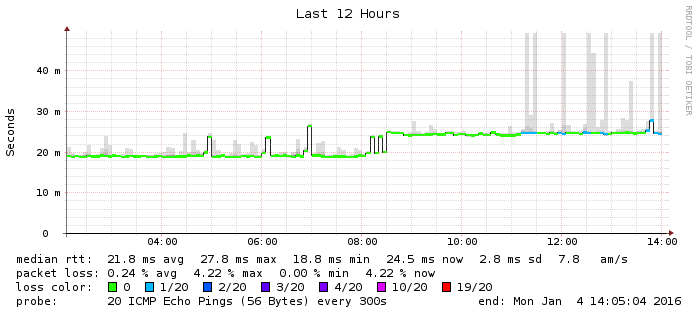 Last 12 Hours
RRDTOOL / TOBI OETIKER
Seconds
40 m
30 m
20 m
10 m
0
04:00 06:00 08:00 10:00 12:00 14:00
median rtt: 21.8 ms avg 27.8 ms max 18.8 ms min 24.5 ms now 2.8 ms sd 7.8 am/s
packet loss: 0.24 % avg 4.22 % max 0.00 % min 4.22 % now
loss color: 0 1/20 2/20 3/20 4/20 10/20 19/20
probe: 20 ICMP Echo Pings (56 Bytes) every 300s end: Mon Jan 4 14:05:04 2016